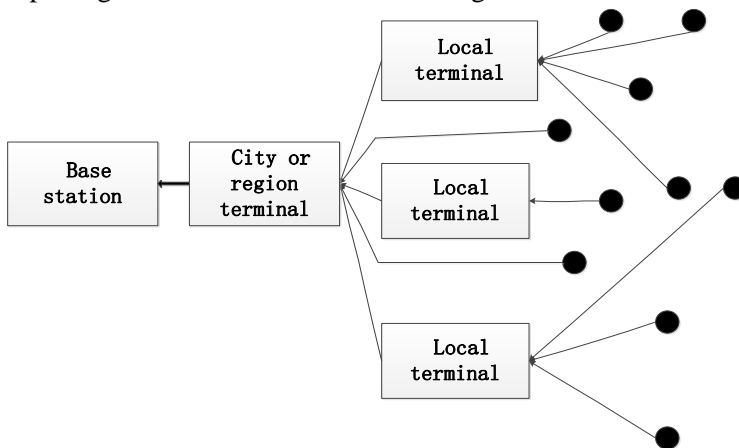 Local
terminal
Base
station
City or
region
terminal
Local
terminal
Local
terminal